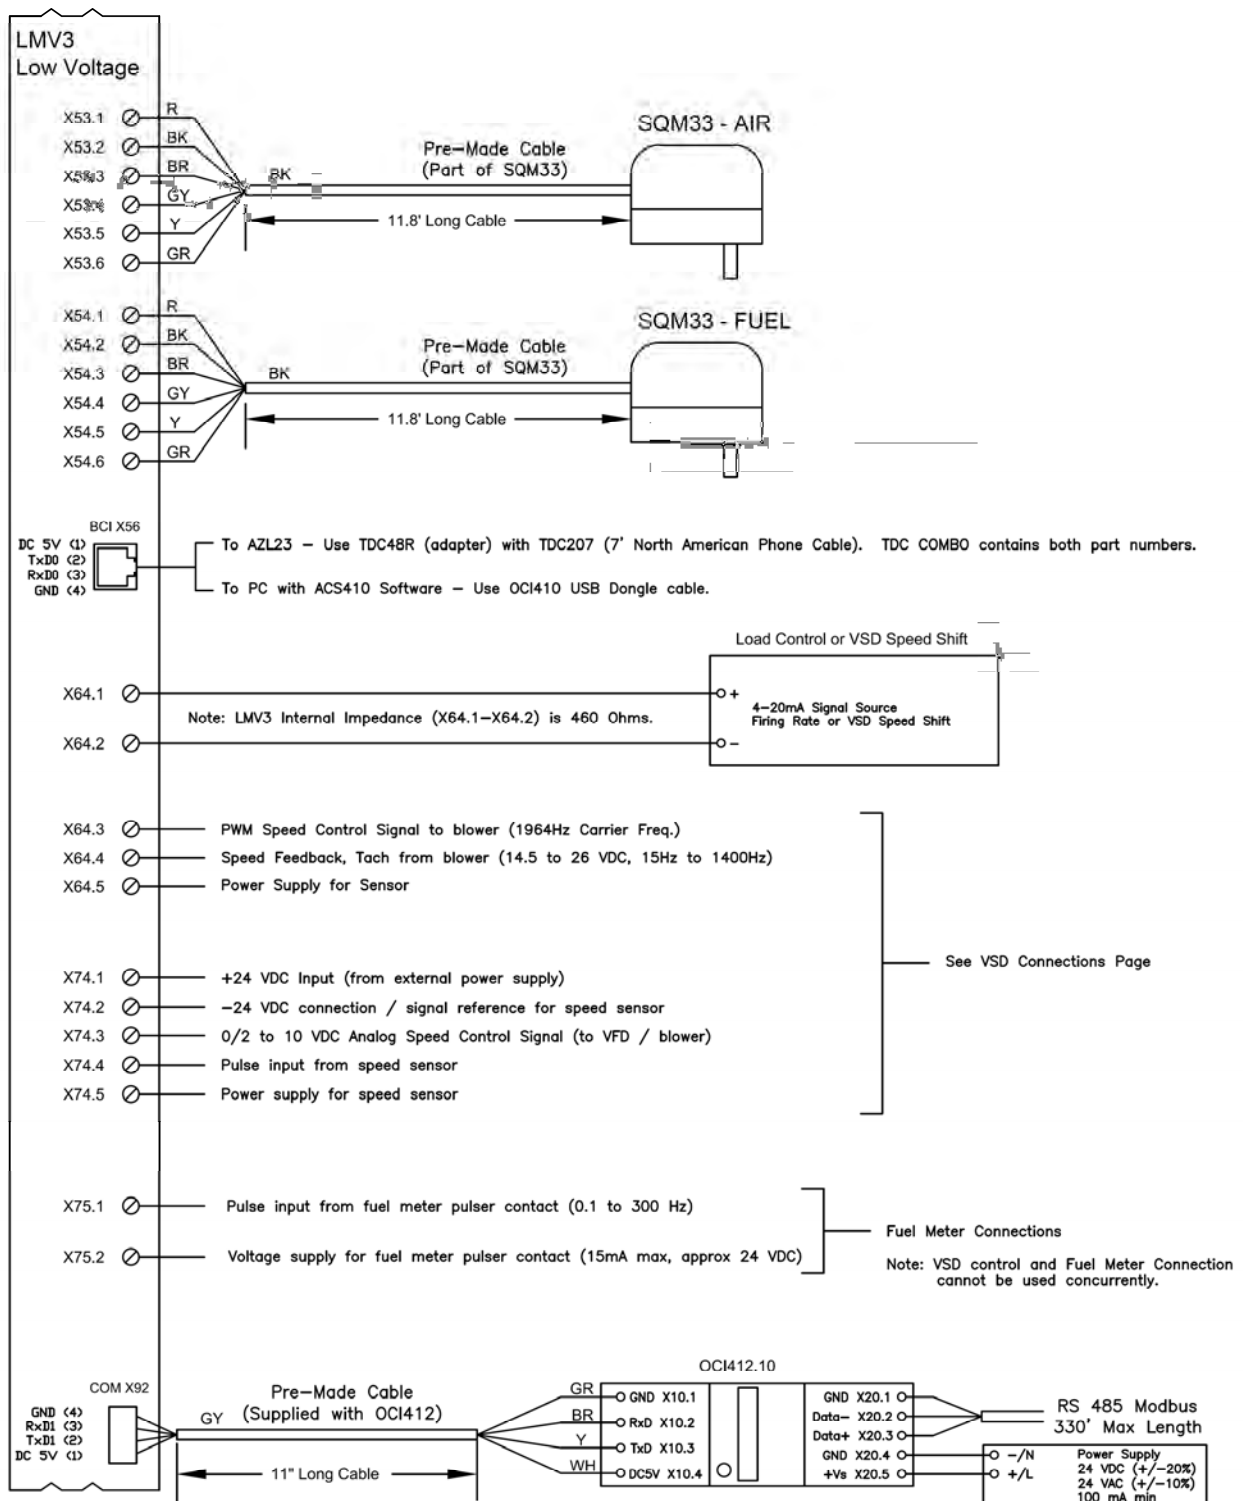 LMV3
Low Voltage
X53.1 R
X53.2 BK
BR
GY
X53.5 Y
X53.6 GR
BK
Pre-Made Cable
(Part of SQM33)
11.8' Long Cable
SQM33 - AIR
X54.1 R
X54.2 BK
X54.3 BR
X54.4 GY
X54.5 Y
X54.6 GR
BK
Pre-Made Cable
(Part of SQM33)
11.8' Long Cable
SQM33 - FUEL
BCI X56
DC 5V (1)
TxD0 (2)
RxD0 (3)
GND (4)
To AZL23 - Use TDC48R (adapter) with TDC207 (7' North American Phone Cable). TDC COMBO contains both part numbers.
To PC with ACS410 Software - Use OCI410 USB Dongle cable.
Load Control or VSD Speed Shift
X64.1
+
4-20mA Signal Source
Firing Rate or VSD Speed Shift
Note: LMV3 Internal Impedance (X64.1-X64.2) is 460 Ohms.
X64.2
-
X64.3 PWM Speed Control Signal to blower (1964Hz Carrier Freq.)
X64.4 Speed Feedback, Tach from blower (14.5 to 26 VDC, 15Hz to 1400Hz)
X64.5 Power Supply for Sensor
See VSD Connections Page
X74.1 +24 VDC Input (from external power supply)
X74.2 -24 VDC connection / signal reference for speed sensor
X74.3 0/2 to 10 VDC Analog Speed Control Signal (to VFD / blower)
X74.4 Pulse input from speed sensor
X74.5 Power supply for speed sensor
X75.1 Pulse input from fuel meter pulser contact (0.1 to 300 Hz)
X75.2 Voltage supply for fuel meter pulser contact (15mA max, approx 24 VDC)
Fuel Meter Connections
Note: VSD control and Fuel Meter Connection
cannot be used concurrently.
COM X92
GND (4)
RxD1 (3)
TxD1 (2)
DC 5V (1)
GY
Pre-Made Cable
(Supplied with OCI412)
11" Long Cable
OCI412.10
GR GND X10.1
BR RxD X10.2
Y TxD X10.3
WH DC5V X10.4
GND X20.1
Data- X20.2
Data+ X20.3
GND X20.4
+Vs X20.5
RS 485 Modbus
330' Max Length
-/N
+/L
Power Supply
24 VDC (+/-20%)
24 VAC (+/-10%)
100 mA min